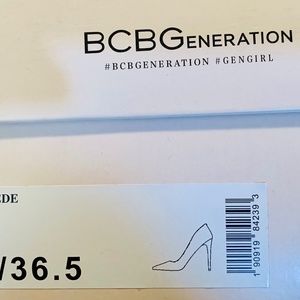 BCBGENERATION
#BCBGENERATION #GENGIRL
EDE
/36.5
1 90919 84239 3